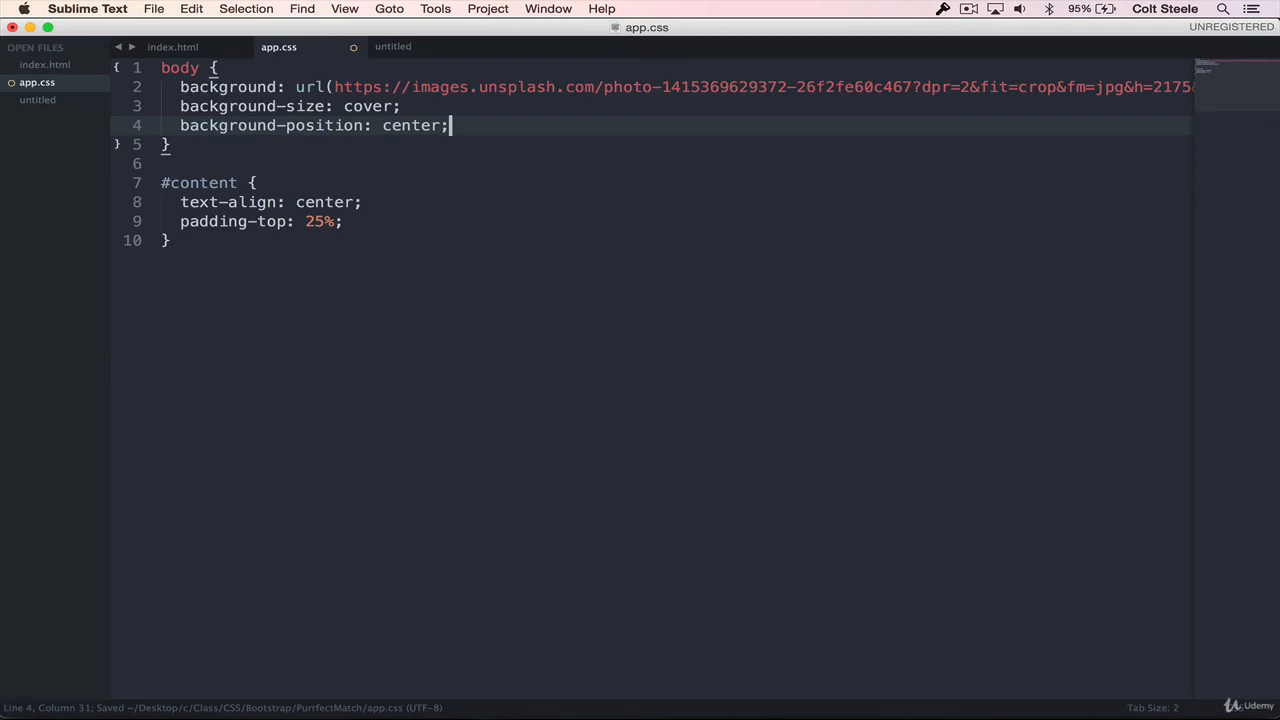 Sublime Text File Edit Selection Find View Goto Tools Project Window Help 95% Colt Steele
app.css UNREGISTERED
OPEN FILES
index.html
app.css
untitled
index.html app.css untitled
1 body {
2 background: url(https://images.unsplash.com/photo-1415369629372-26f2fe60c467?dpr=2&fit=crop&fm=jpg&h=2175&
3 background-size: cover;
4 background-position: center;
5 }
6
7 #content {
8 text-align: center;
9 padding-top: 25%;
10 }
Line 4, Column 31; Saved ~/Desktop/c/Class/CSS/Bootstrap/PurrfectMatch/app.css (UTF-8) Tab Size: 2
Udemy